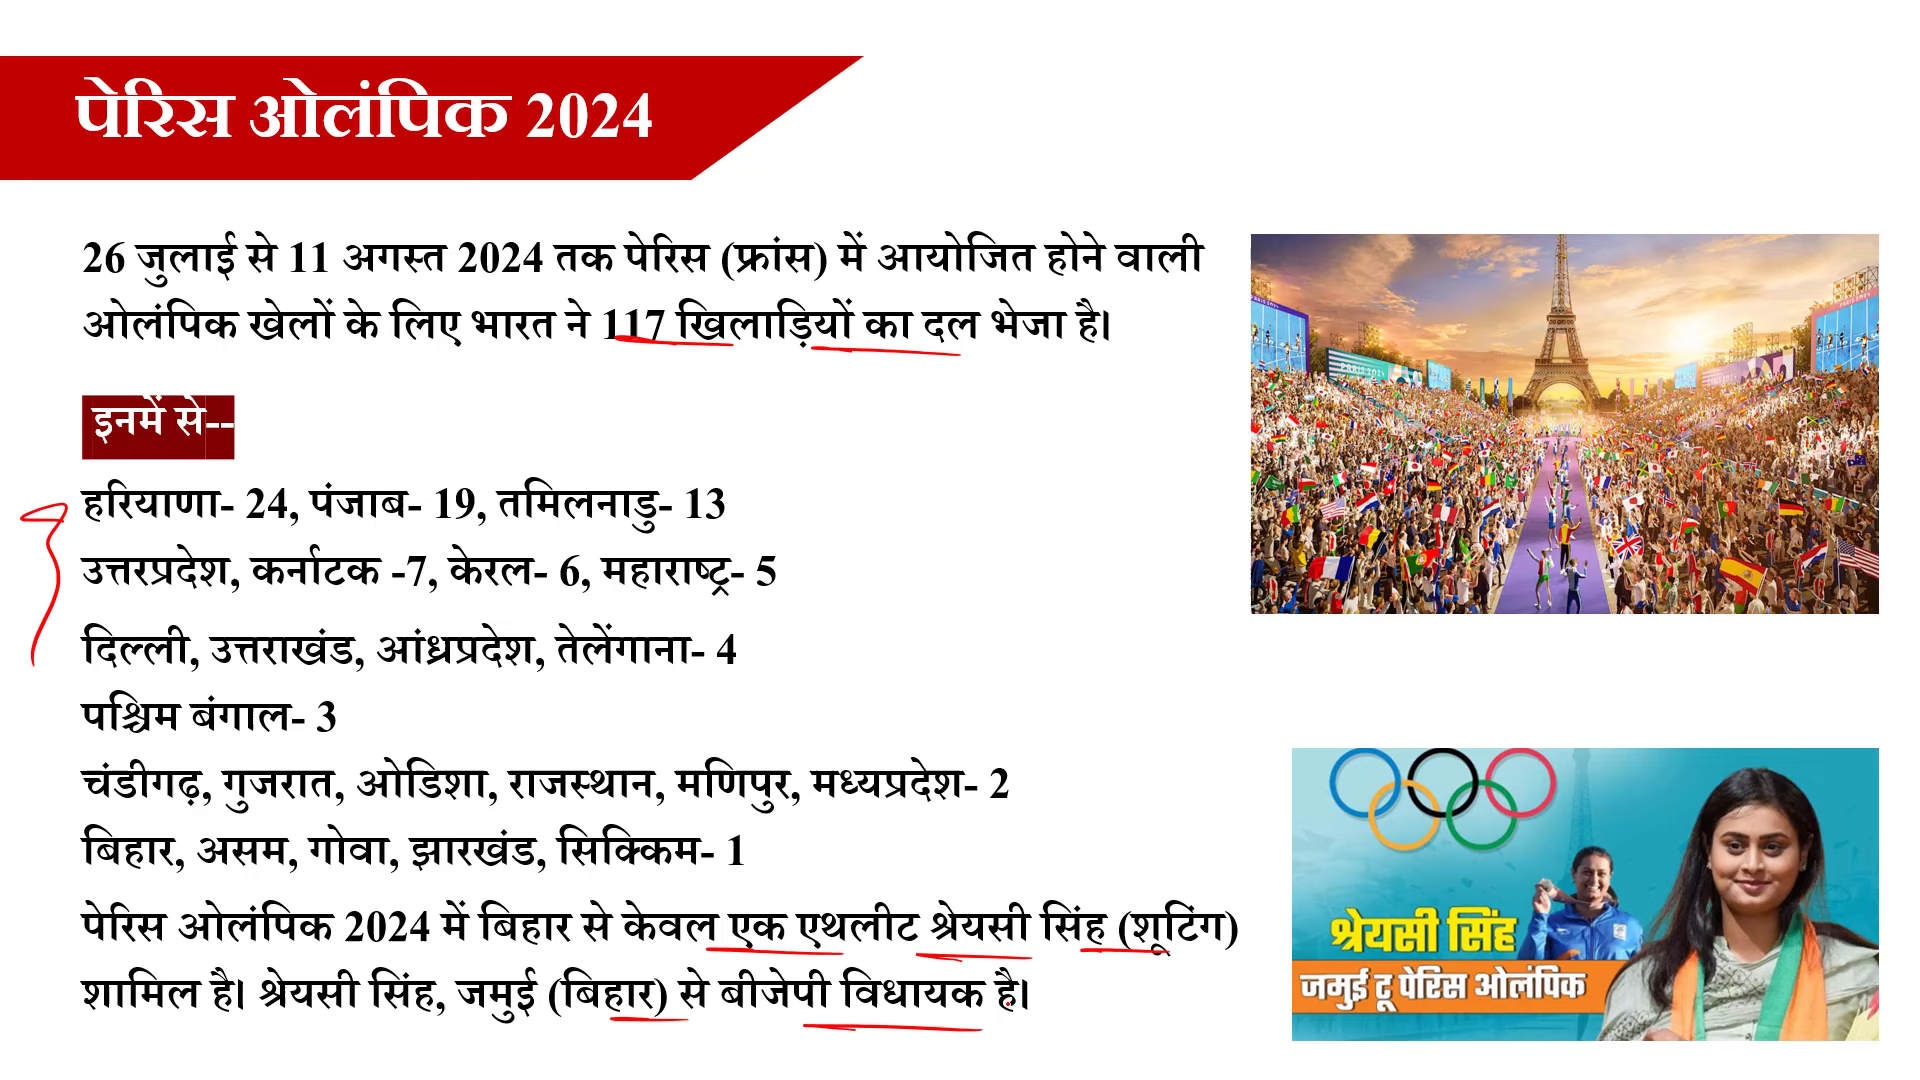 पेरिस ओलंपिक 2024
26 जुलाई से 11 अगस्त 2024 तक पेरिस (फ्रांस) में आयोजित होने वाली
ओलंपिक खेलों के लिए भारत ने 117 खिलाड़ियों का दल भेजा है।
इनमें से--
हरियाणा- 24, पंजाब- 19, तमिलनाडु- 13
उत्तरप्रदेश, कर्नाटक -7, केरल- 6, महाराष्ट्र- 5
दिल्ली, उत्तराखंड, आंध्रप्रदेश, तेलेंगाना- 4
पश्चिम बंगाल- 3
चंडीगढ़, गुजरात, ओडिशा, राजस्थान, मणिपुर, मध्यप्रदेश- 2
बिहार, असम, गोवा, झारखंड, सिक्किम- 1
पेरिस ओलंपिक 2024 में बिहार से केवल एक एथलीट श्रेयसी सिंह (शूटिंग)
शामिल है। श्रेयसी सिंह, जमुई (बिहार) से बीजेपी विधायक है।
PARIS 2024
श्रेयसी सिंह
जमुई टू पेरिस ओलंपिक